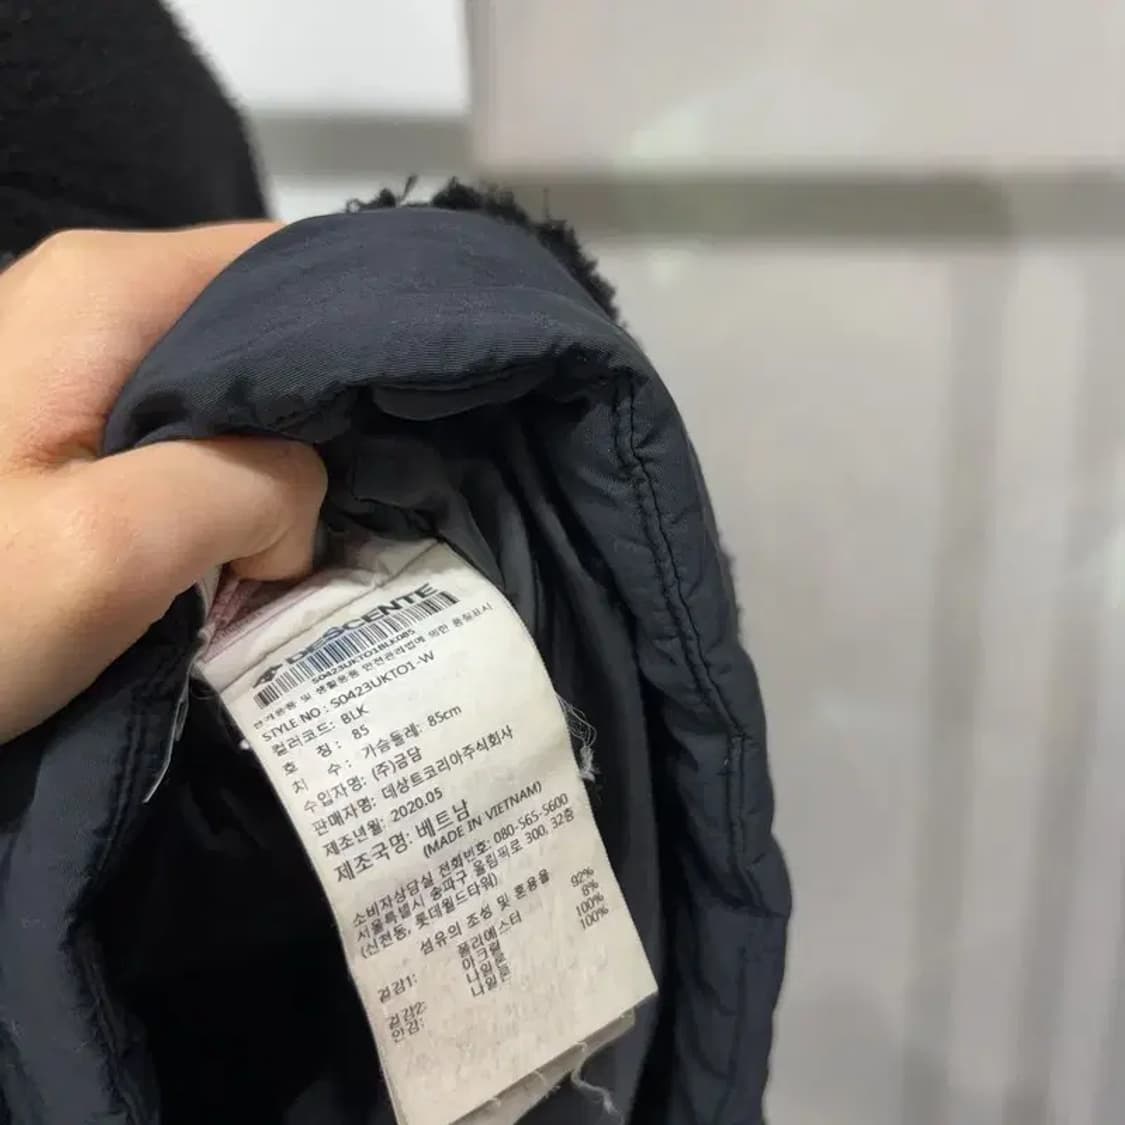 DESCENTE
S0423UKTO1BLK085
전기용품 및 생활용품 안전관리법에 의한 품질표시
STYLE NO : S0423UKTO1-W
컬러코드: BLK
호 칭 : 85
치 수 : 가슴둘레: 85cm
수입자명: (주)금담
판매자명: 데상트코리아주식회사
제조년월: 2020.05
제조국명: 베트남
(MADE IN VIETNAM)
소비자상담실 전화번호: 080-565-5600
서울특별시 송파구 올림픽로 300, 32층
(신천동, 롯데월드타워)
섬유의 조성 및 혼용율
겉감1: 폴리에스터 92%
아크릴 8%
겉감2: 나일론 100%
안감: 나일론 100%